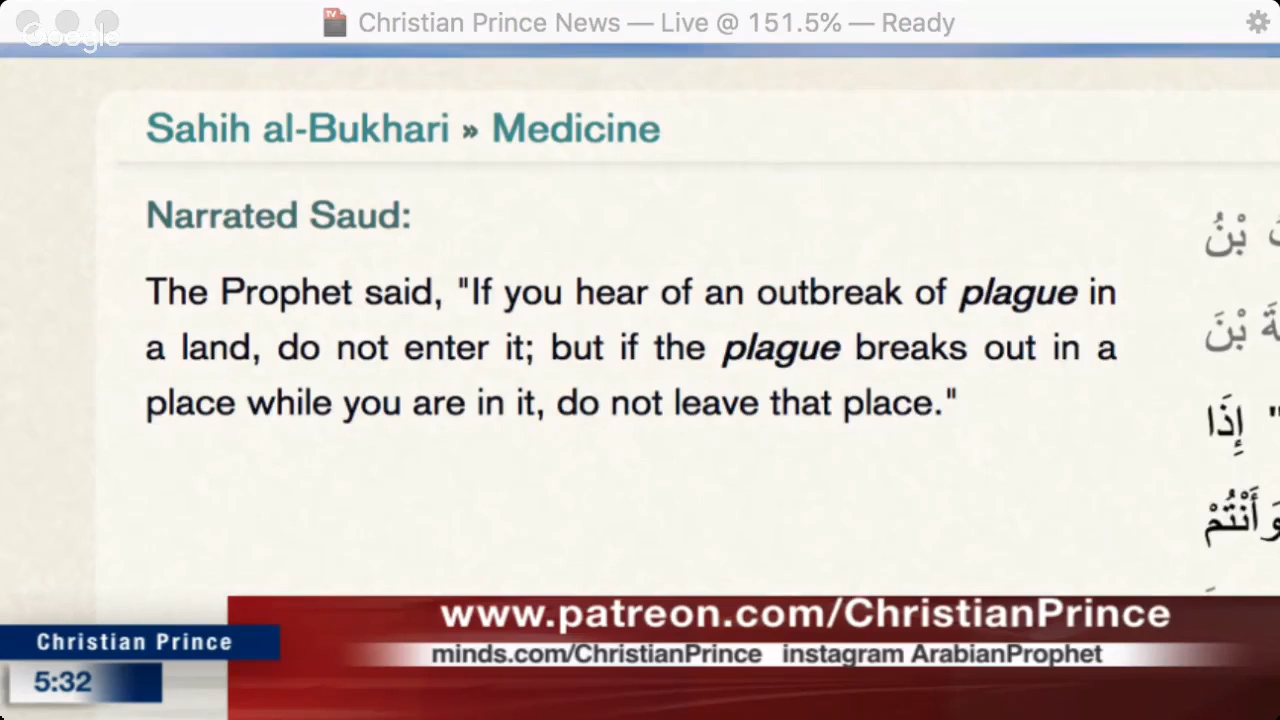 Google
Christian Prince News — Live @ 151.5% — Ready
Sahih al-Bukhari » Medicine
Narrated Saud:
The Prophet said, "If you hear of an outbreak of plague in
a land, do not enter it; but if the plague breaks out in a
place while you are in it, do not leave that place."
بْنُ
بْنَ
" إِذَا
وَأَنْتُمْ
www.patreon.com/ChristianPrince
Christian Prince
minds.com/ChristianPrince instagram ArabianProphet
5:32